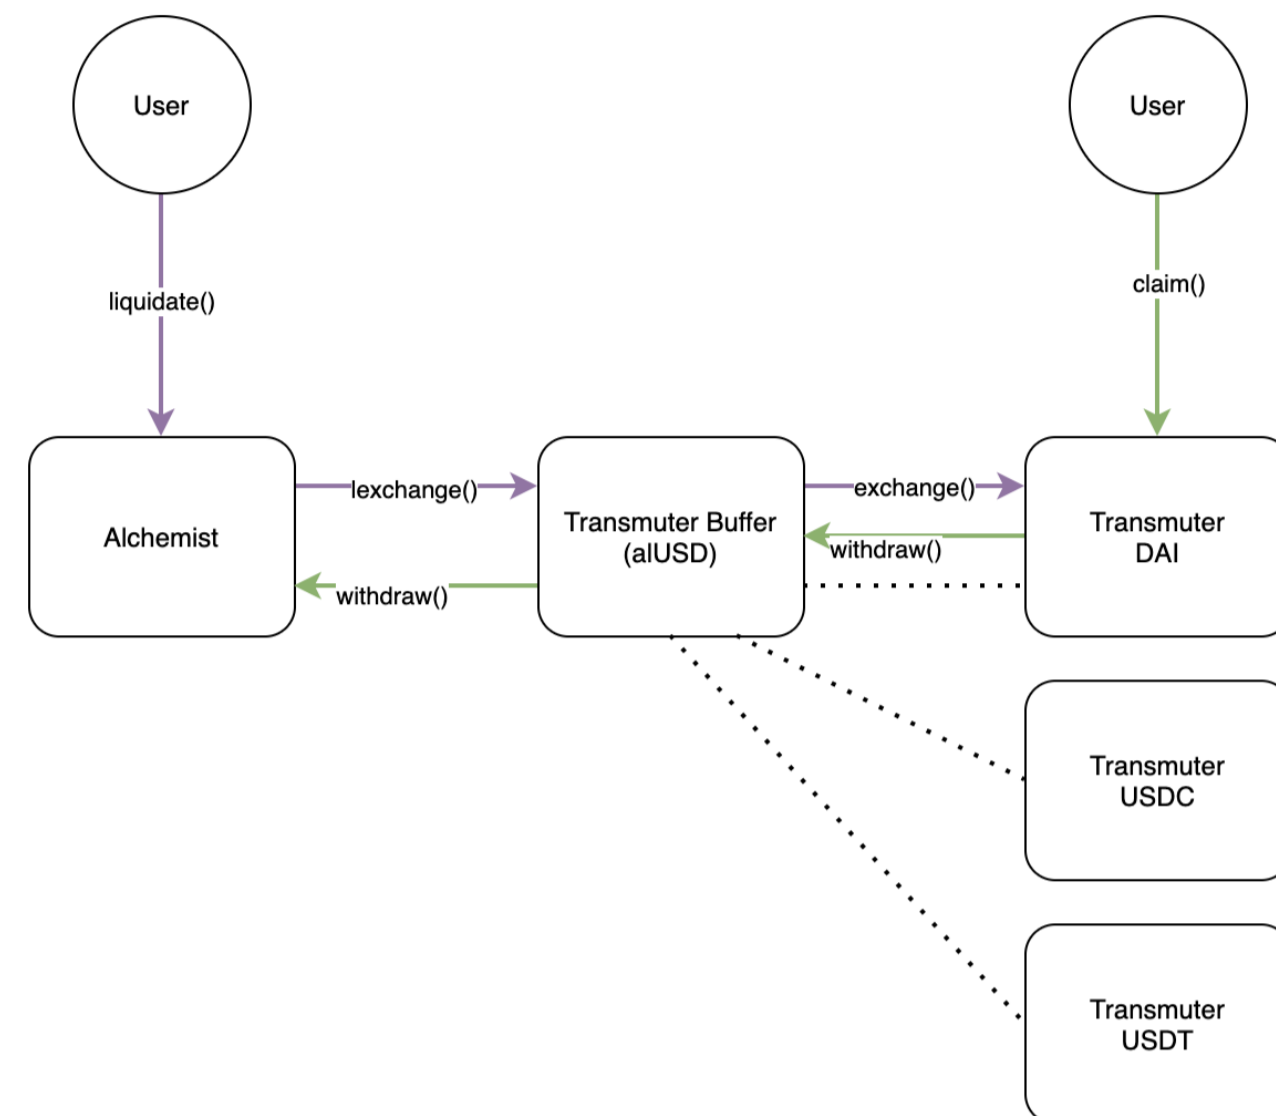 User
User
liquidate()
claim()
Alchemist
lexchange()
withdraw()
Transmuter Buffer
(alUSD)
exchange()
withdraw()
Transmuter
DAI
Transmuter
USDC
Transmuter
USDT